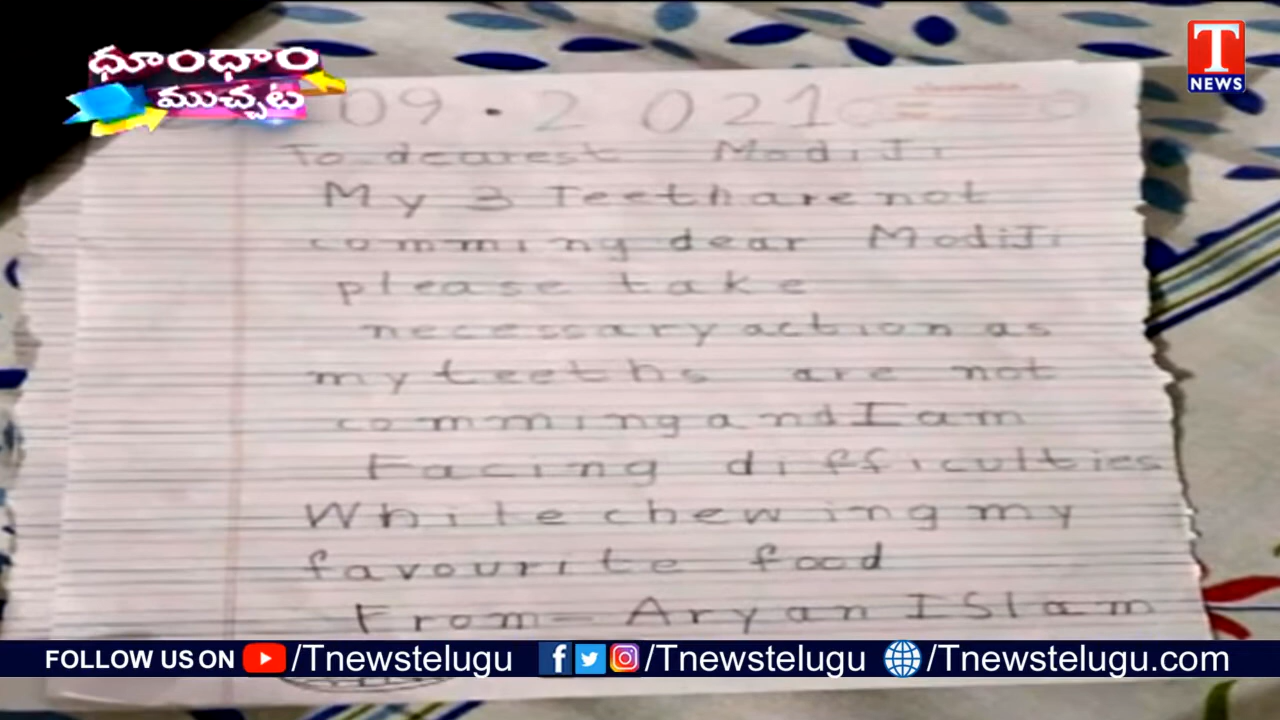 ధూంధాం
ముచ్చట
T
NEWS
09.2021
To dearest ModiJi
My 3 Teeth are not
comming dear ModiJi
please take
necessary action as
my teeths are not
comming and I am
Facing difficulties
While chewing my
favourite food
From- Aryan ISlam
FOLLOW US ON /Tnewstelugu /Tnewstelugu /Tnewstelugu.com